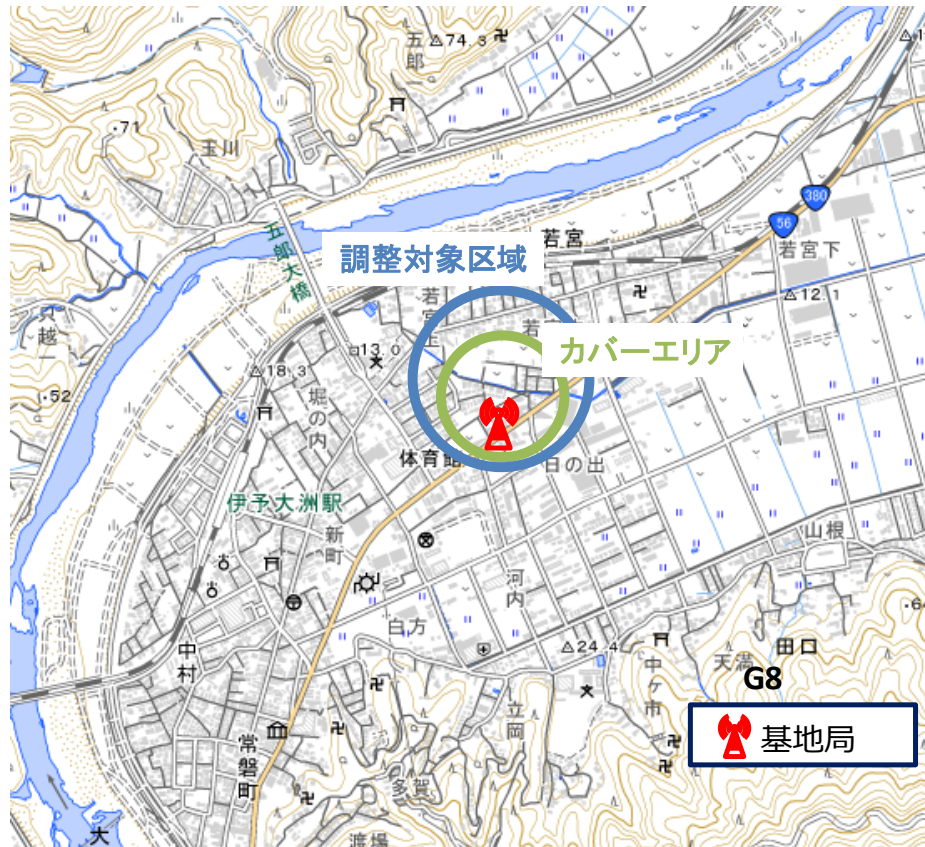 五郎
74.3
71
玉川
五郎大橋
380
56
若宮
調整対象区域
若宮下
12.1
カバーエリア
13.0
18.3
52
堀の内
体育館
日の出
伊予大洲駅
新町
山根
河内
白方
24.4
中村
中ヶ市
天満
田口
G8
立岡
基地局
常磐町
多賀
渡場
大